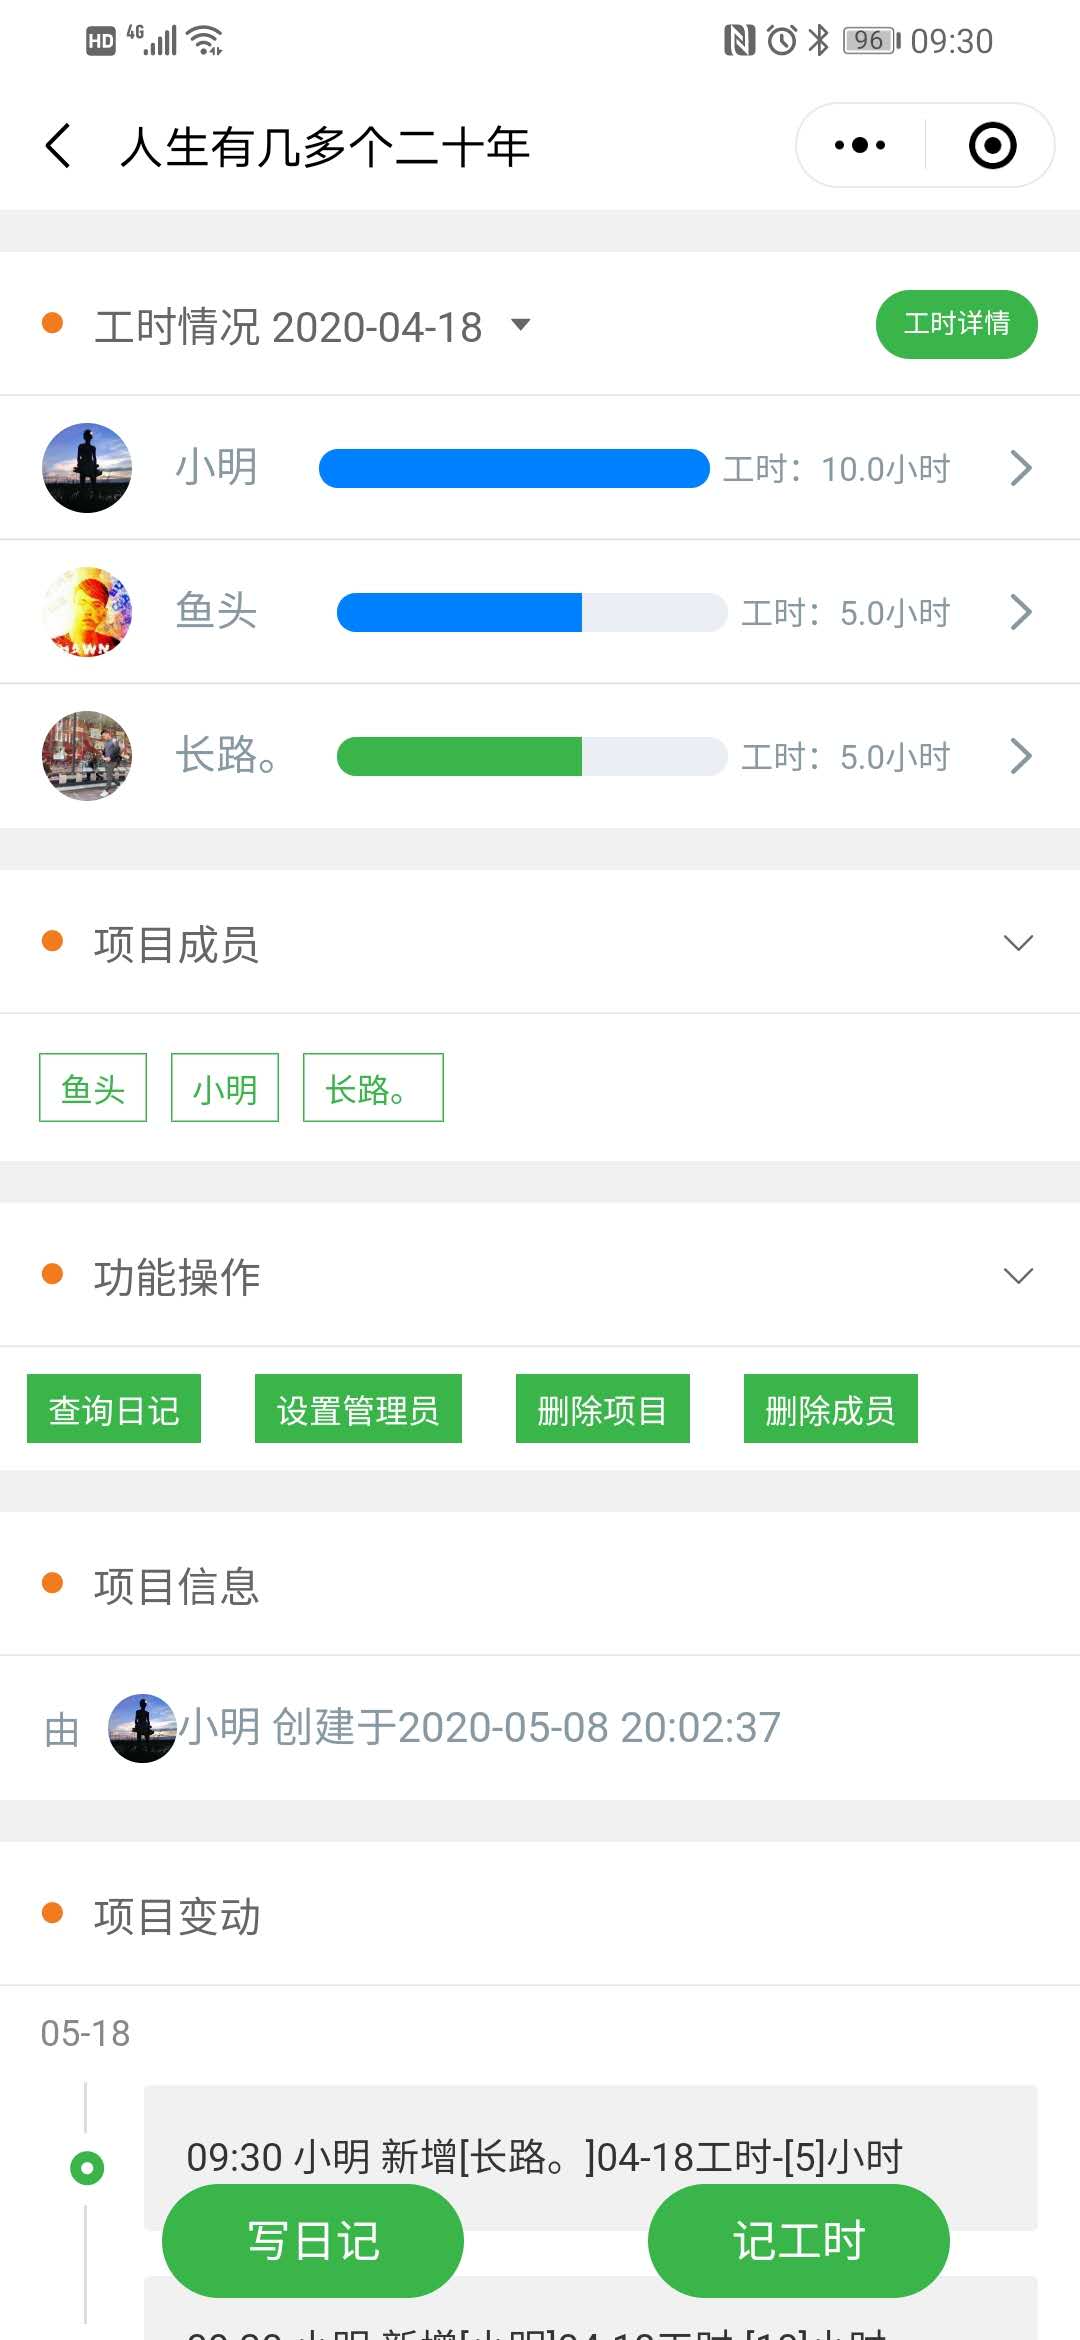 HD 4G 96 09:30
人生有几多个二十年
工时情况 2020-04-18 工时详情
小明 工时：10.0小时
鱼头 工时：5.0小时
长路。 工时：5.0小时
项目成员
鱼头 小明 长路。
功能操作
查询日记 设置管理员 删除项目 删除成员
项目信息
由 小明 创建于2020-05-08 20:02:37
项目变动
05-18
09:30 小明 新增[长路。]04-18工时-[5]小时
写日记 记工时